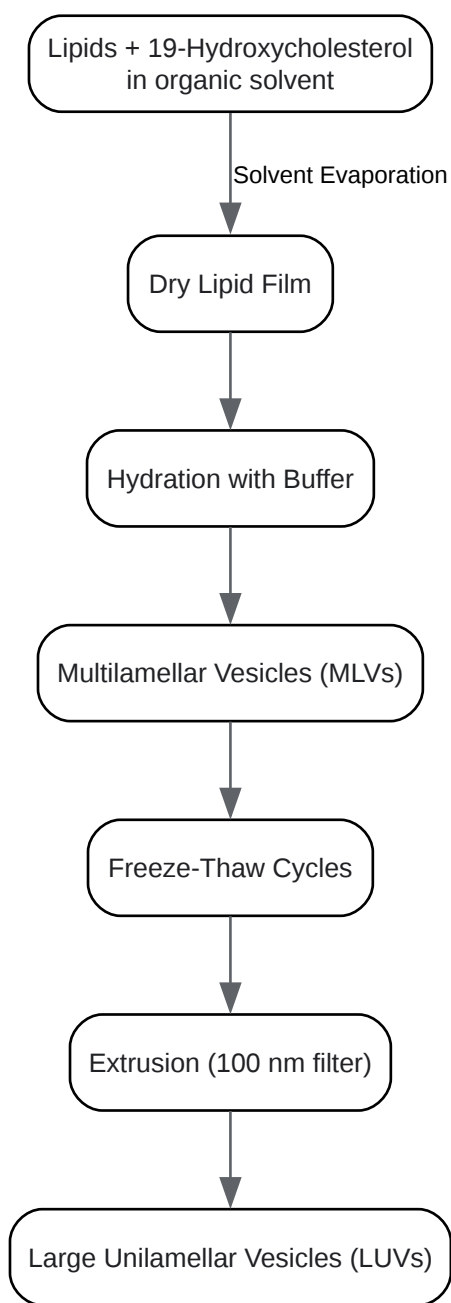 Lipids + 19-Hydroxycholesterol
in organic solvent
Solvent Evaporation
Dry Lipid Film
Hydration with Buffer
Multilamellar Vesicles (MLVs)
Freeze-Thaw Cycles
Extrusion (100 nm filter)
Large Unilamellar Vesicles (LUVs)